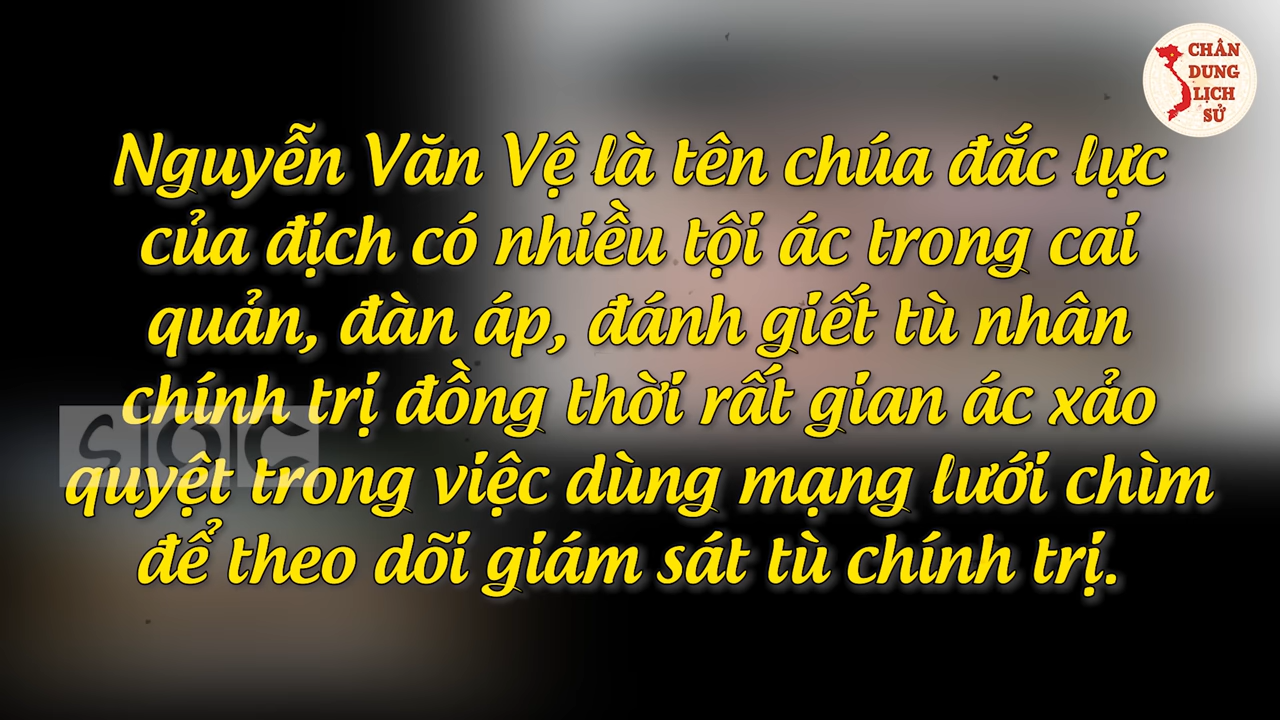 CHÂN
DUNG
LỊCH
SỬ
Nguyễn Văn Vệ là tên chúa đắc lực
của địch có nhiều tội ác trong cai
quản, đàn áp, đánh giết tù nhân
chính trị đồng thời rất gian ác xảo
quyệt trong việc dùng mạng lưới chìm
để theo dõi giám sát tù chính trị.